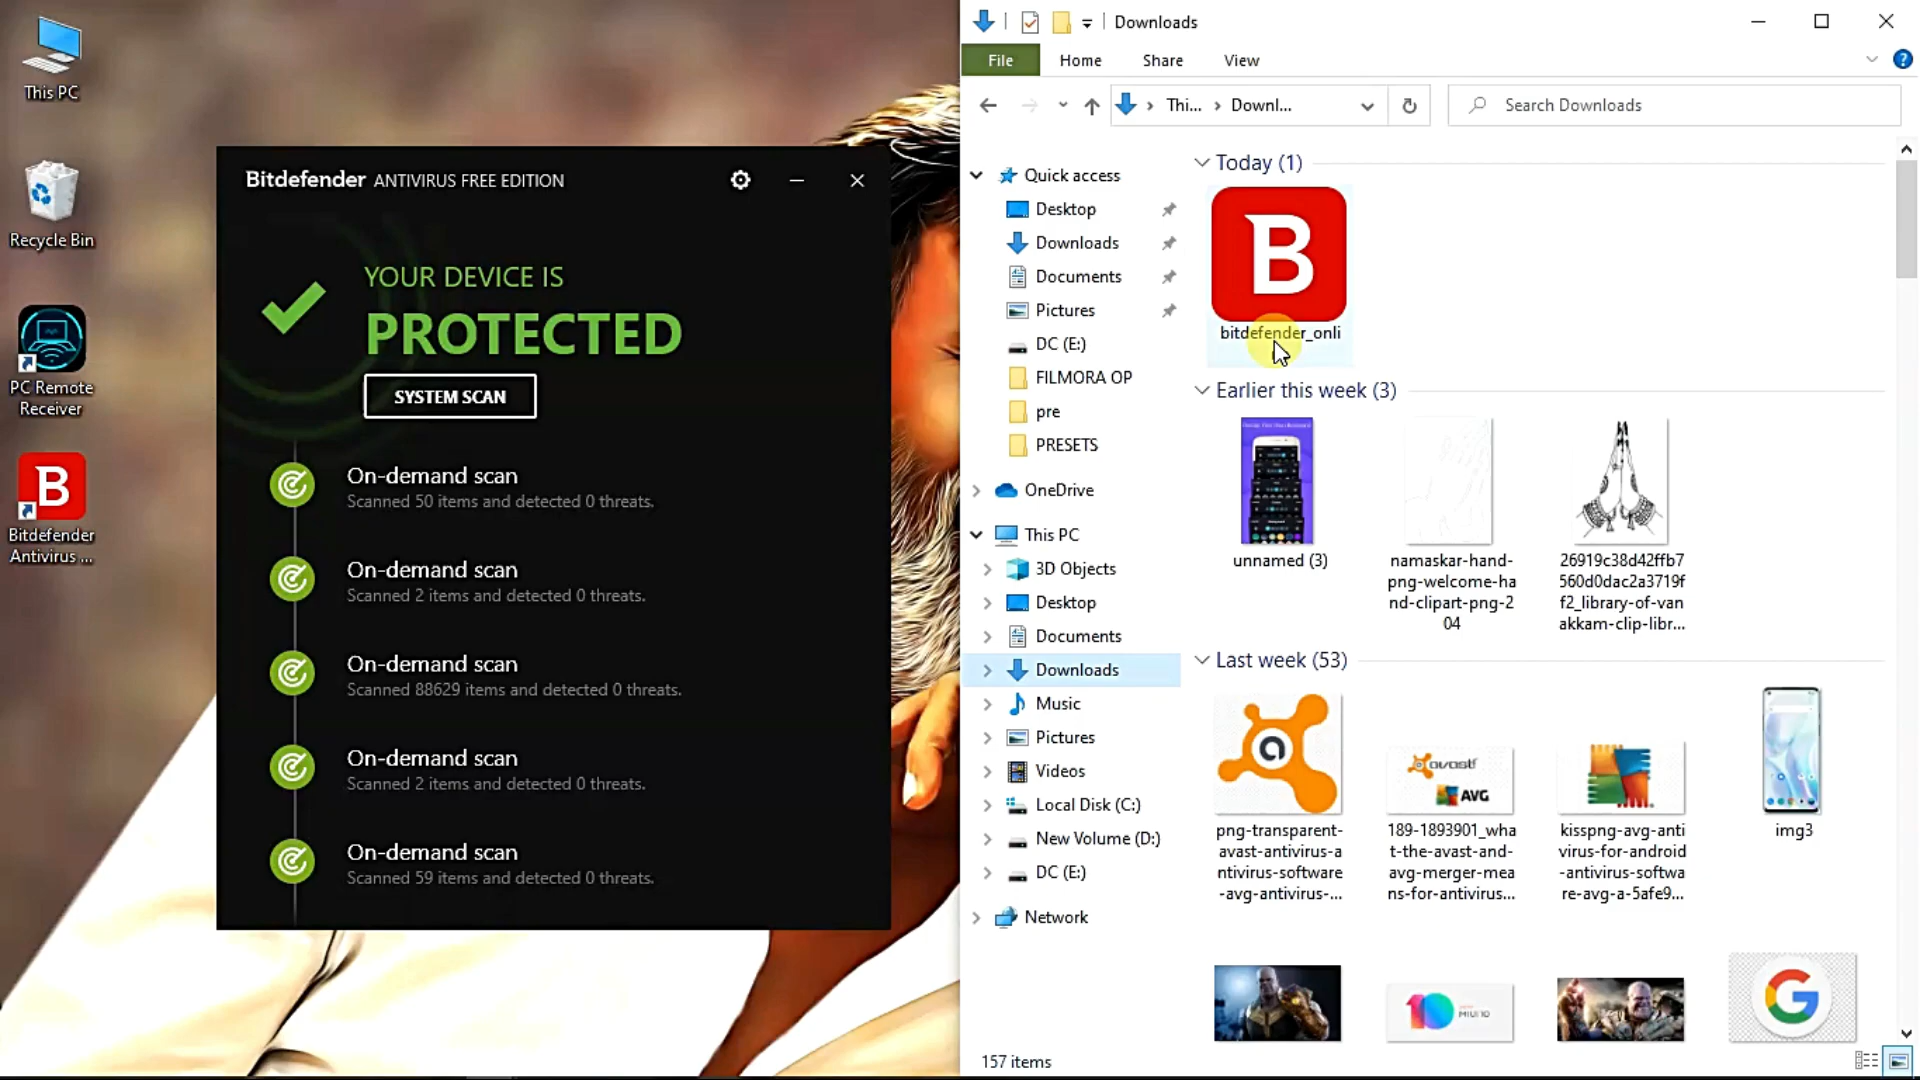 This PC
Recycle Bin
PC Remote
Receiver
B
Bitdefender
Antivirus ...
Bitdefender ANTIVIRUS FREE EDITION
YOUR DEVICE IS
PROTECTED
SYSTEM SCAN
On-demand scan
Scanned 50 items and detected 0 threats.
On-demand scan
Scanned 2 items and detected 0 threats.
On-demand scan
Scanned 88629 items and detected 0 threats.
On-demand scan
Scanned 2 items and detected 0 threats.
On-demand scan
Scanned 59 items and detected 0 threats.
Downloads
File Home Share View
Thi... Downl... Search Downloads
Quick access
Desktop
Downloads
Documents
Pictures
DC (E:)
FILMORA OP
pre
PRESETS
OneDrive
This PC
3D Objects
Desktop
Documents
Downloads
Music
Pictures
Videos
Local Disk (C:)
New Volume (D:)
DC (E:)
Network
Today (1)
B
bitdefender_onli
Earlier this week (3)
unnamed (3)
namaskar-hand-
png-welcome-ha
nd-clipart-png-2
04
26919c38d42ffb7
560d0dac2a3719f
f2_library-of-van
akkam-clip-libr...
Last week (53)
a
png-transparent-
avast-antivirus-a
ntivirus-software
-avg-antivirus-...
avast!
AVG
189-1893901_wha
t-the-avast-and-
avg-merger-mea
ns-for-antivirus...
kisspng-avg-anti
virus-for-android
-antivirus-softwa
re-avg-a-5afe9...
img3
10 MIUI 10
G
157 items